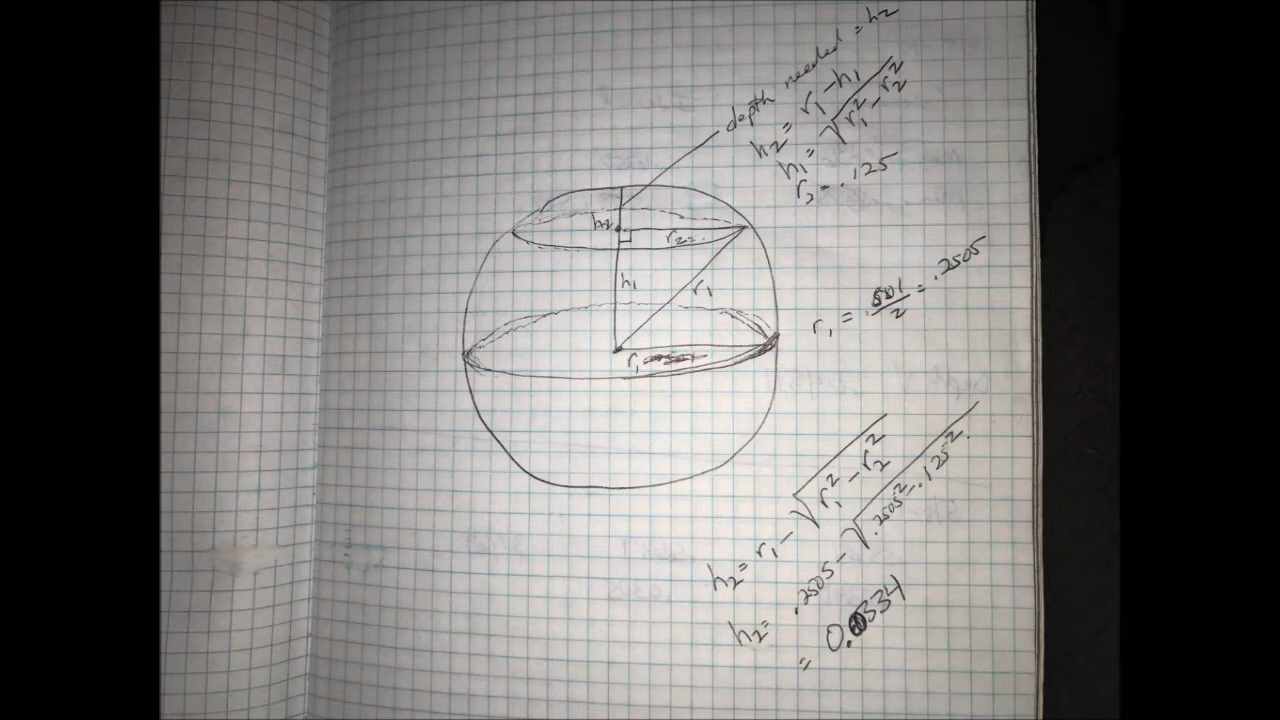 depth needed = h₂
h₂ = r₁ - h₁
h₁ = √r₁² - r₂²
r₂ = .125
h₂
r₂ =
h₁
r₁
r₁
r₁ = .501/2 = .2505
h₂ = r₁ - √r₁² - r₂²
h₂ = .2505 - √.2505² - .125²
= 0.0334